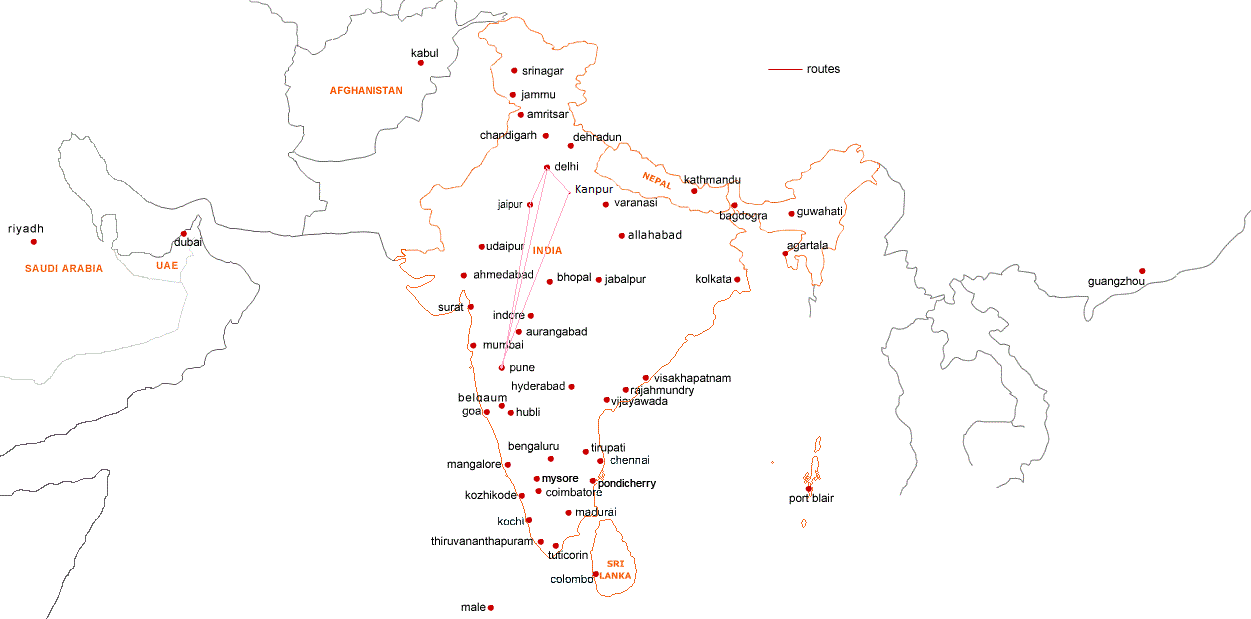 kabul
routes
srinagar
AFGHANISTAN
jammu
amritsar
chandigarh
dehradun
delhi
NEPAL
kathmandu
Kanpur
jaipur
varanasi
bagdogra
guwahati
riyadh
dubai
allahabad
udaipur
INDIA
agartala
SAUDI ARABIA
UAE
ahmedabad
bhopal
jabalpur
kolkata
guangzhou
surat
indore
aurangabad
mumbai
pune
hyderabad
visakhapatnam
rajahmundry
belgaum
vijayawada
goa
hubli
bengaluru
tirupati
mangalore
chennai
mysore
pondicherry
kozhikode
coimbatore
port blair
madurai
kochi
thiruvananthapuram
tuticorin
SRI
LANKA
colombo
male